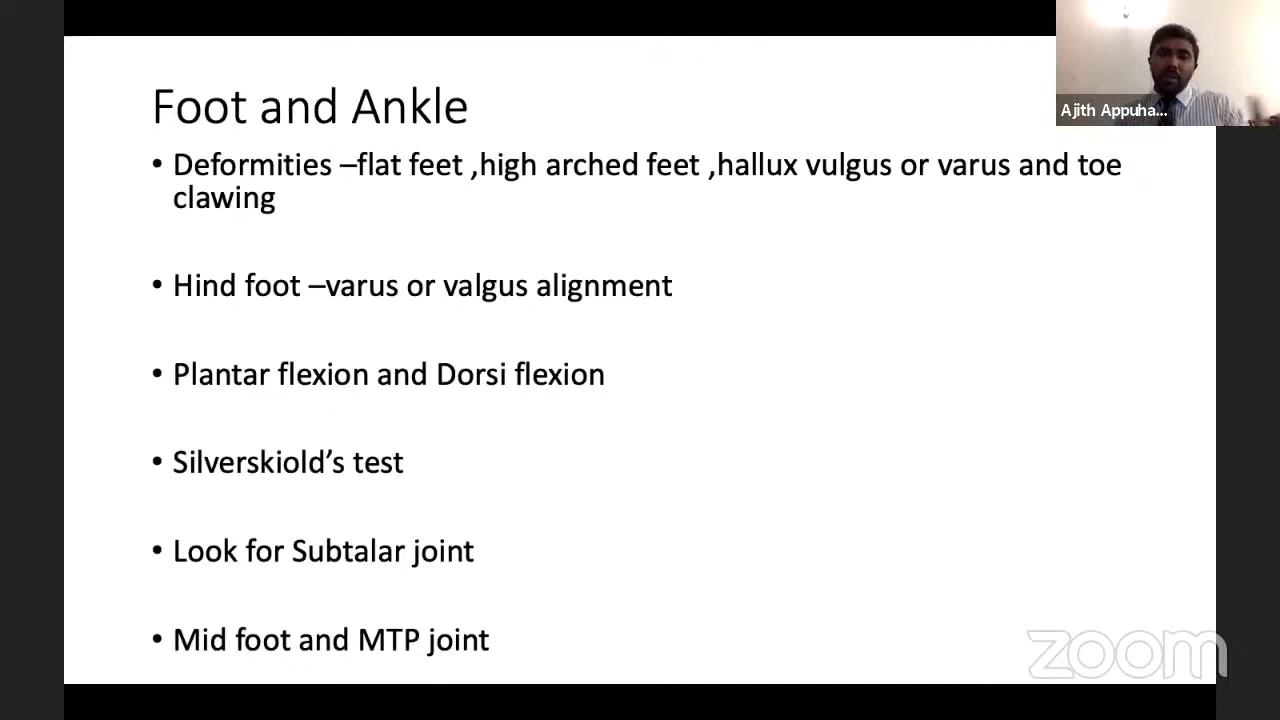 Foot and Ankle
• Deformities –flat feet ,high arched feet ,hallux vulgus or varus and toe
clawing
• Hind foot –varus or valgus alignment
• Plantar flexion and Dorsi flexion
• Silverskiold’s test
• Look for Subtalar joint
• Mid foot and MTP joint
Ajith Appuha...
zoom